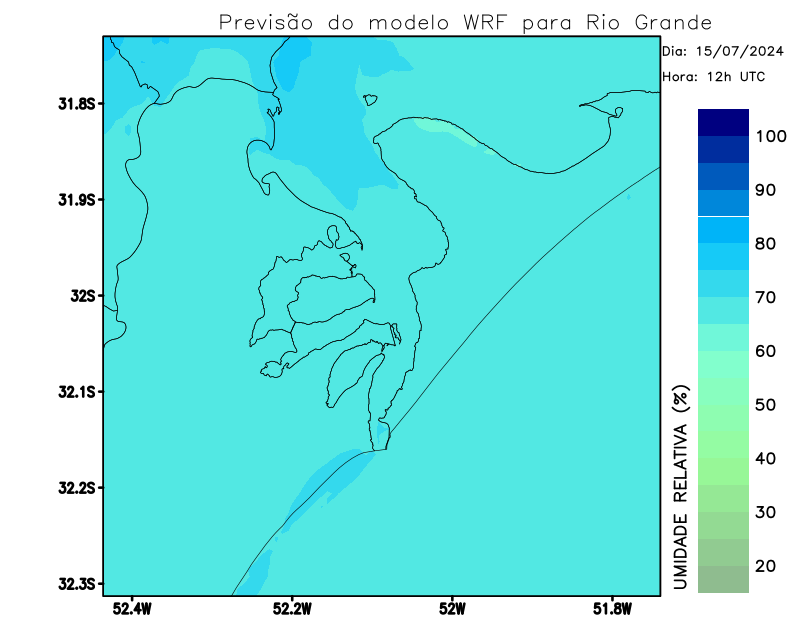 Previsão do modelo WRF para Rio Grande
Dia: 15/07/2024
Hora: 12h UTC
31.8S
31.9S
32S
32.1S
32.2S
32.3S
52.4W
52.2W
52W
51.8W
UMIDADE RELATIVA (%)
100
90
80
70
60
50
40
30
20